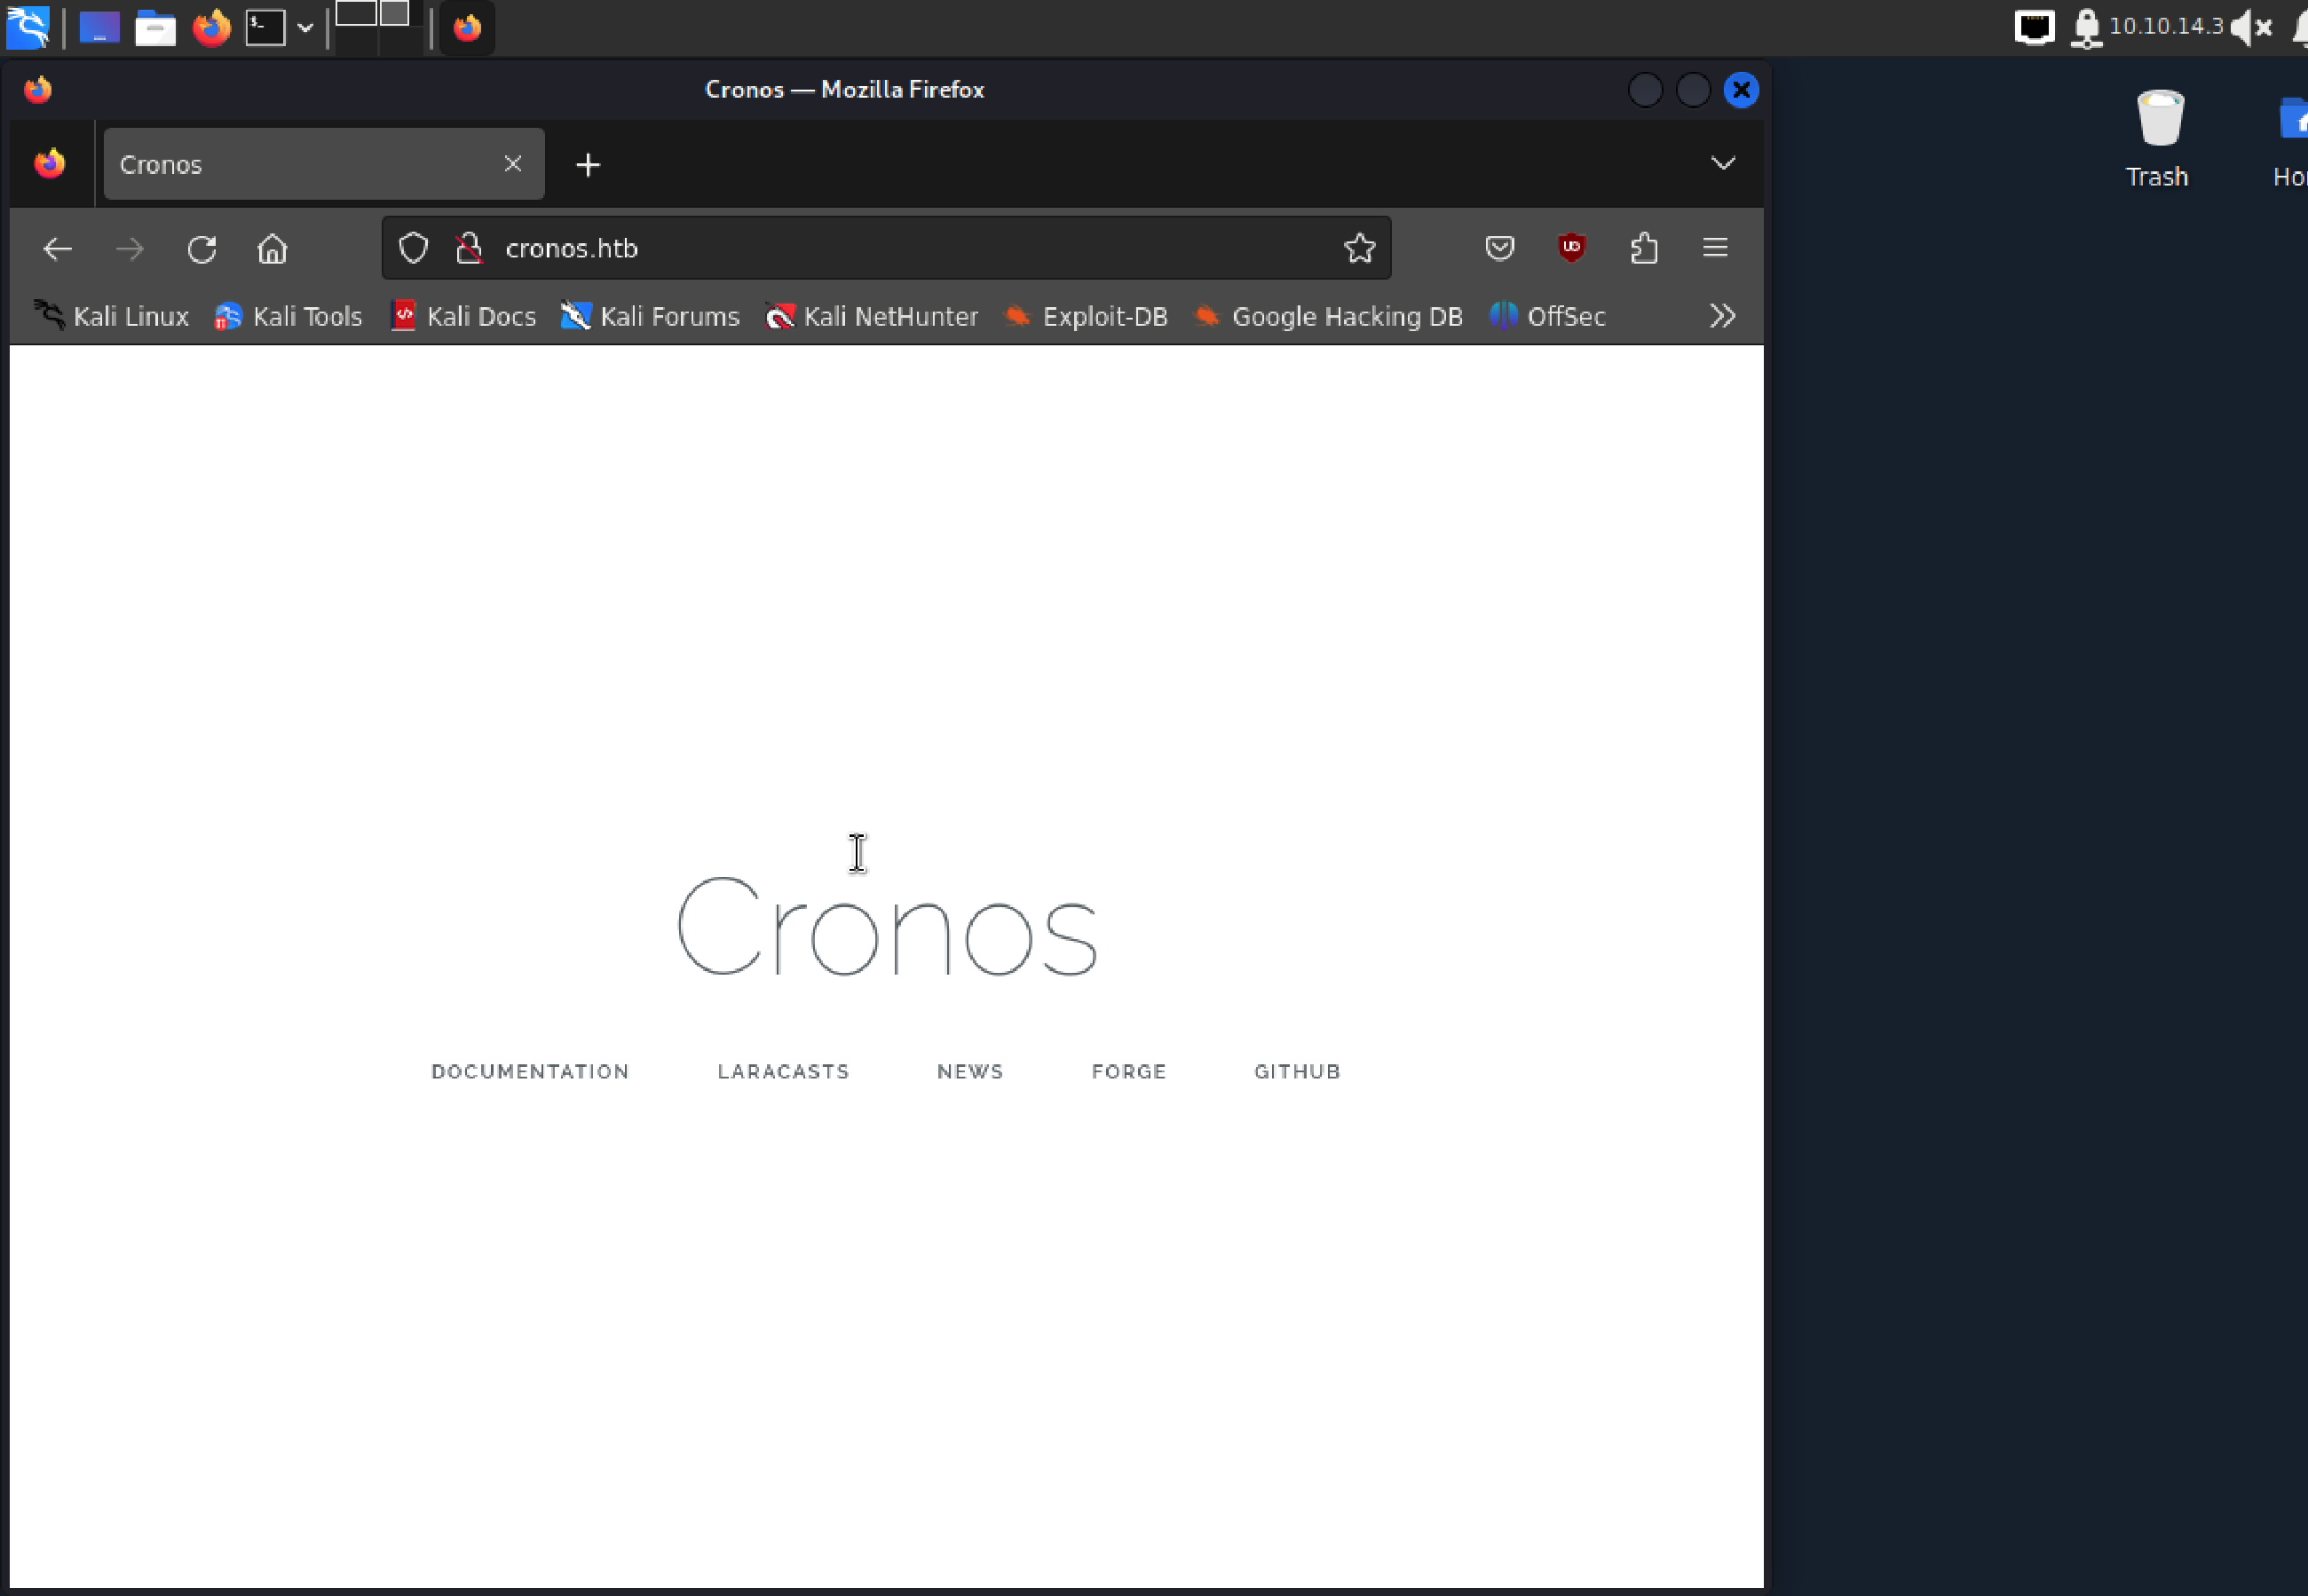 10.10.14.3
Cronos — Mozilla Firefox
Cronos
cronos.htb
Kali Linux Kali Tools Kali Docs Kali Forums Kali NetHunter Exploit-DB Google Hacking DB OffSec
Trash
Cronos
DOCUMENTATION LARACASTS NEWS FORGE GITHUB